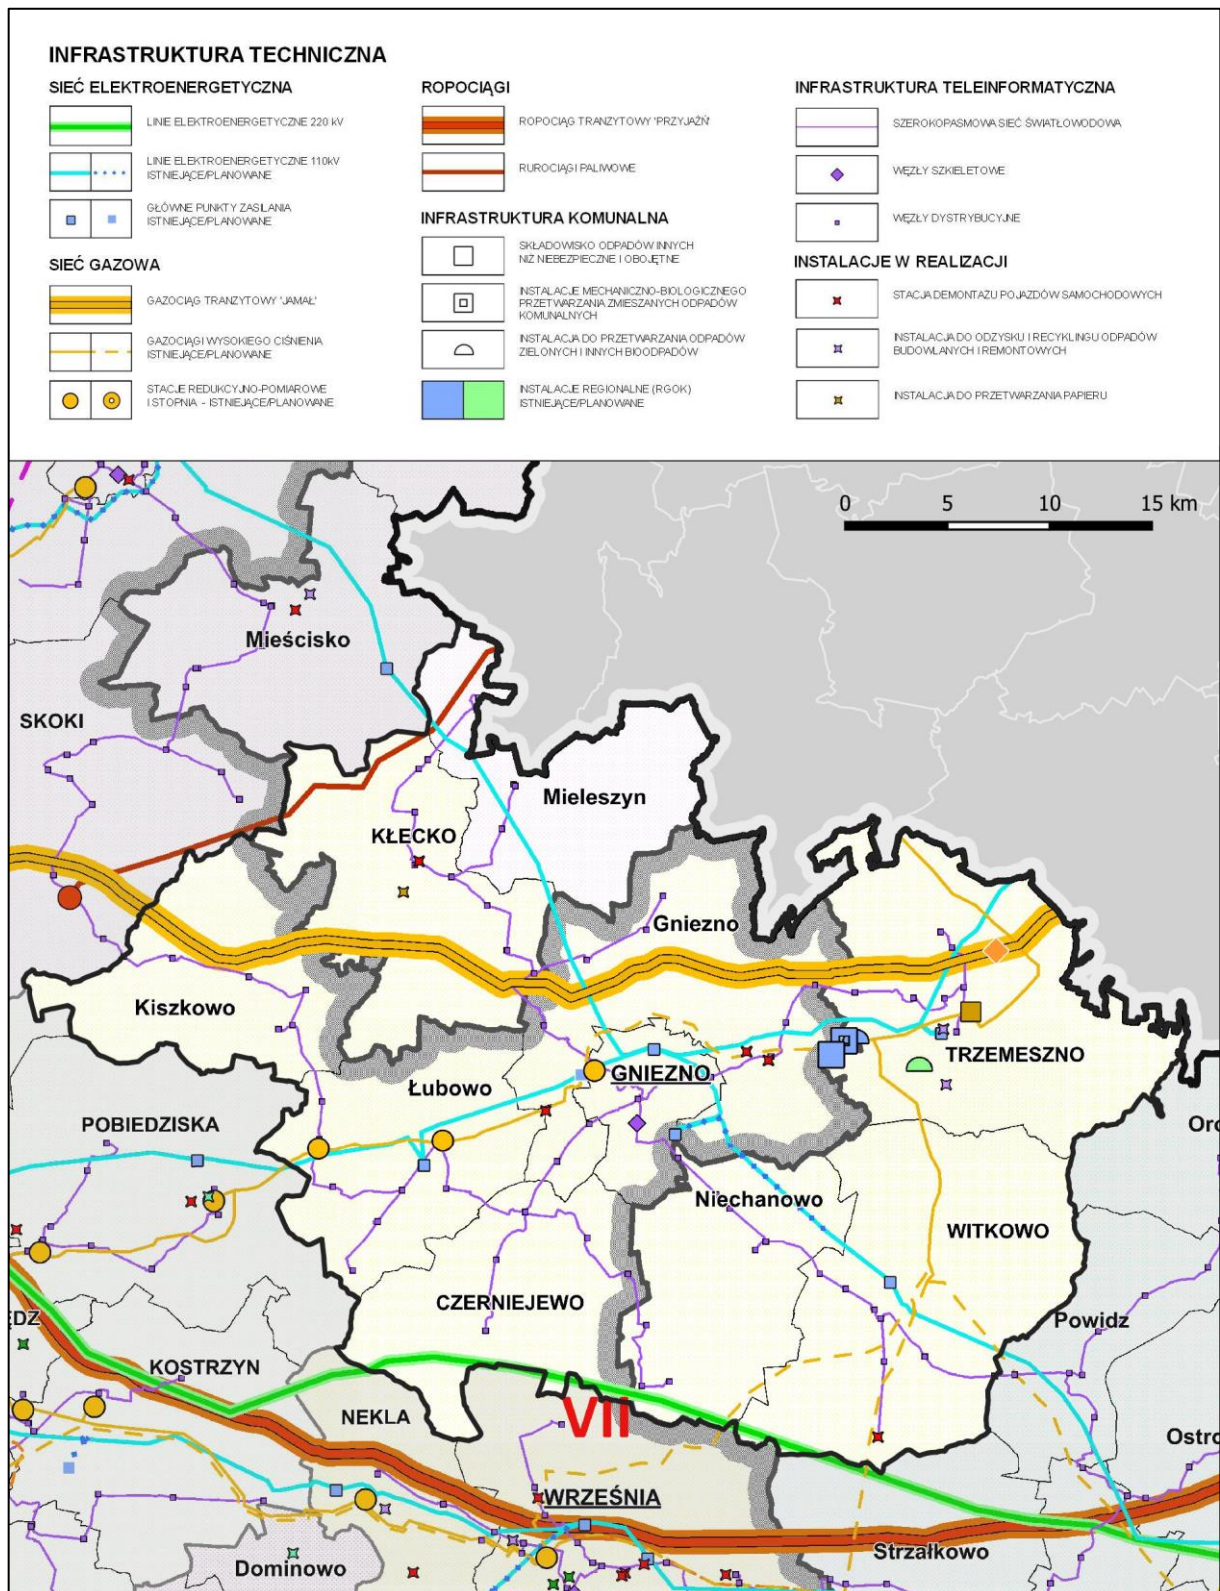 INFRASTRUKTURA TECHNICZNA
SIEĆ ELEKTROENERGETYCZNA
LINIE ELEKTROENERGETYCZNE 220 kV
LINIE ELEKTROENERGETYCZNE 110kV
ISTNIEJĄCE/PLANOWANE
GŁÓWNE PUNKTY ZASILANIA
ISTNIEJĄCE/PLANOWANE
SIEĆ GAZOWA
GAZOCIĄG TRANZYTOWY 'JAMAŁ'
GAZOCIĄGI WYSOKIEGO CIŚNIENIA
ISTNIEJĄCE/PLANOWANE
STACJE REDUKCYJNO-POMIAROWE
I STOPNIA - ISTNIEJĄCE/PLANOWANE
ROPOCIĄGI
ROPOCIĄG TRANZYTOWY 'PRZYJAŹŃ'
RUROCIĄGI PALIWOWE
INFRASTRUKTURA KOMUNALNA
SKŁADOWISKO ODPADÓW INNYCH
NIŻ NIEBEZPIECZNE I OBOJĘTNE
INSTALACJE MECHANICZNO-BIOLOGICZNEGO
PRZETWARZANIA ZMIESZANYCH ODPADÓW
KOMUNALNYCH
INSTALACJA DO PRZETWARZANIA ODPADÓW
ZIELONYCH I INNYCH BIOODPADÓW
INSTALACJE REGIONALNE (RGOK)
ISTNIEJĄCE/PLANOWANE
INFRASTRUKTURA TELEINFORMATYCZNA
SZEROKOPASMOWA SIEĆ ŚWIATŁOWODOWA
WĘZŁY SZKIELETOWE
WĘZŁY DYSTRYBUCYJNE
INSTALACJE W REALIZACJI
STACJA DEMONTAŻU POJAZDÓW SAMOCHODOWYCH
INSTALACJA DO ODZYSKU I RECYKLINGU ODPADÓW
BUDOWLANYCH I REMONTOWYCH
INSTALACJA DO PRZETWARZANIA PAPIERU
0 5 10 15 km
Mieścisko
SKOKI
Mieleszyn
KŁECKO
Gniezno
Kiszkowo
TRZEMESZNO
GNIEZNO
Łubowo
POBIEDZISKA
Orc
Niechanowo
WITKOWO
CZERNIEJEWO
Powidz
EDZ
KOSTRZYN
NEKLA
VII
Ostro
WRZEŚNIA
Strzałkowo
Dominowo